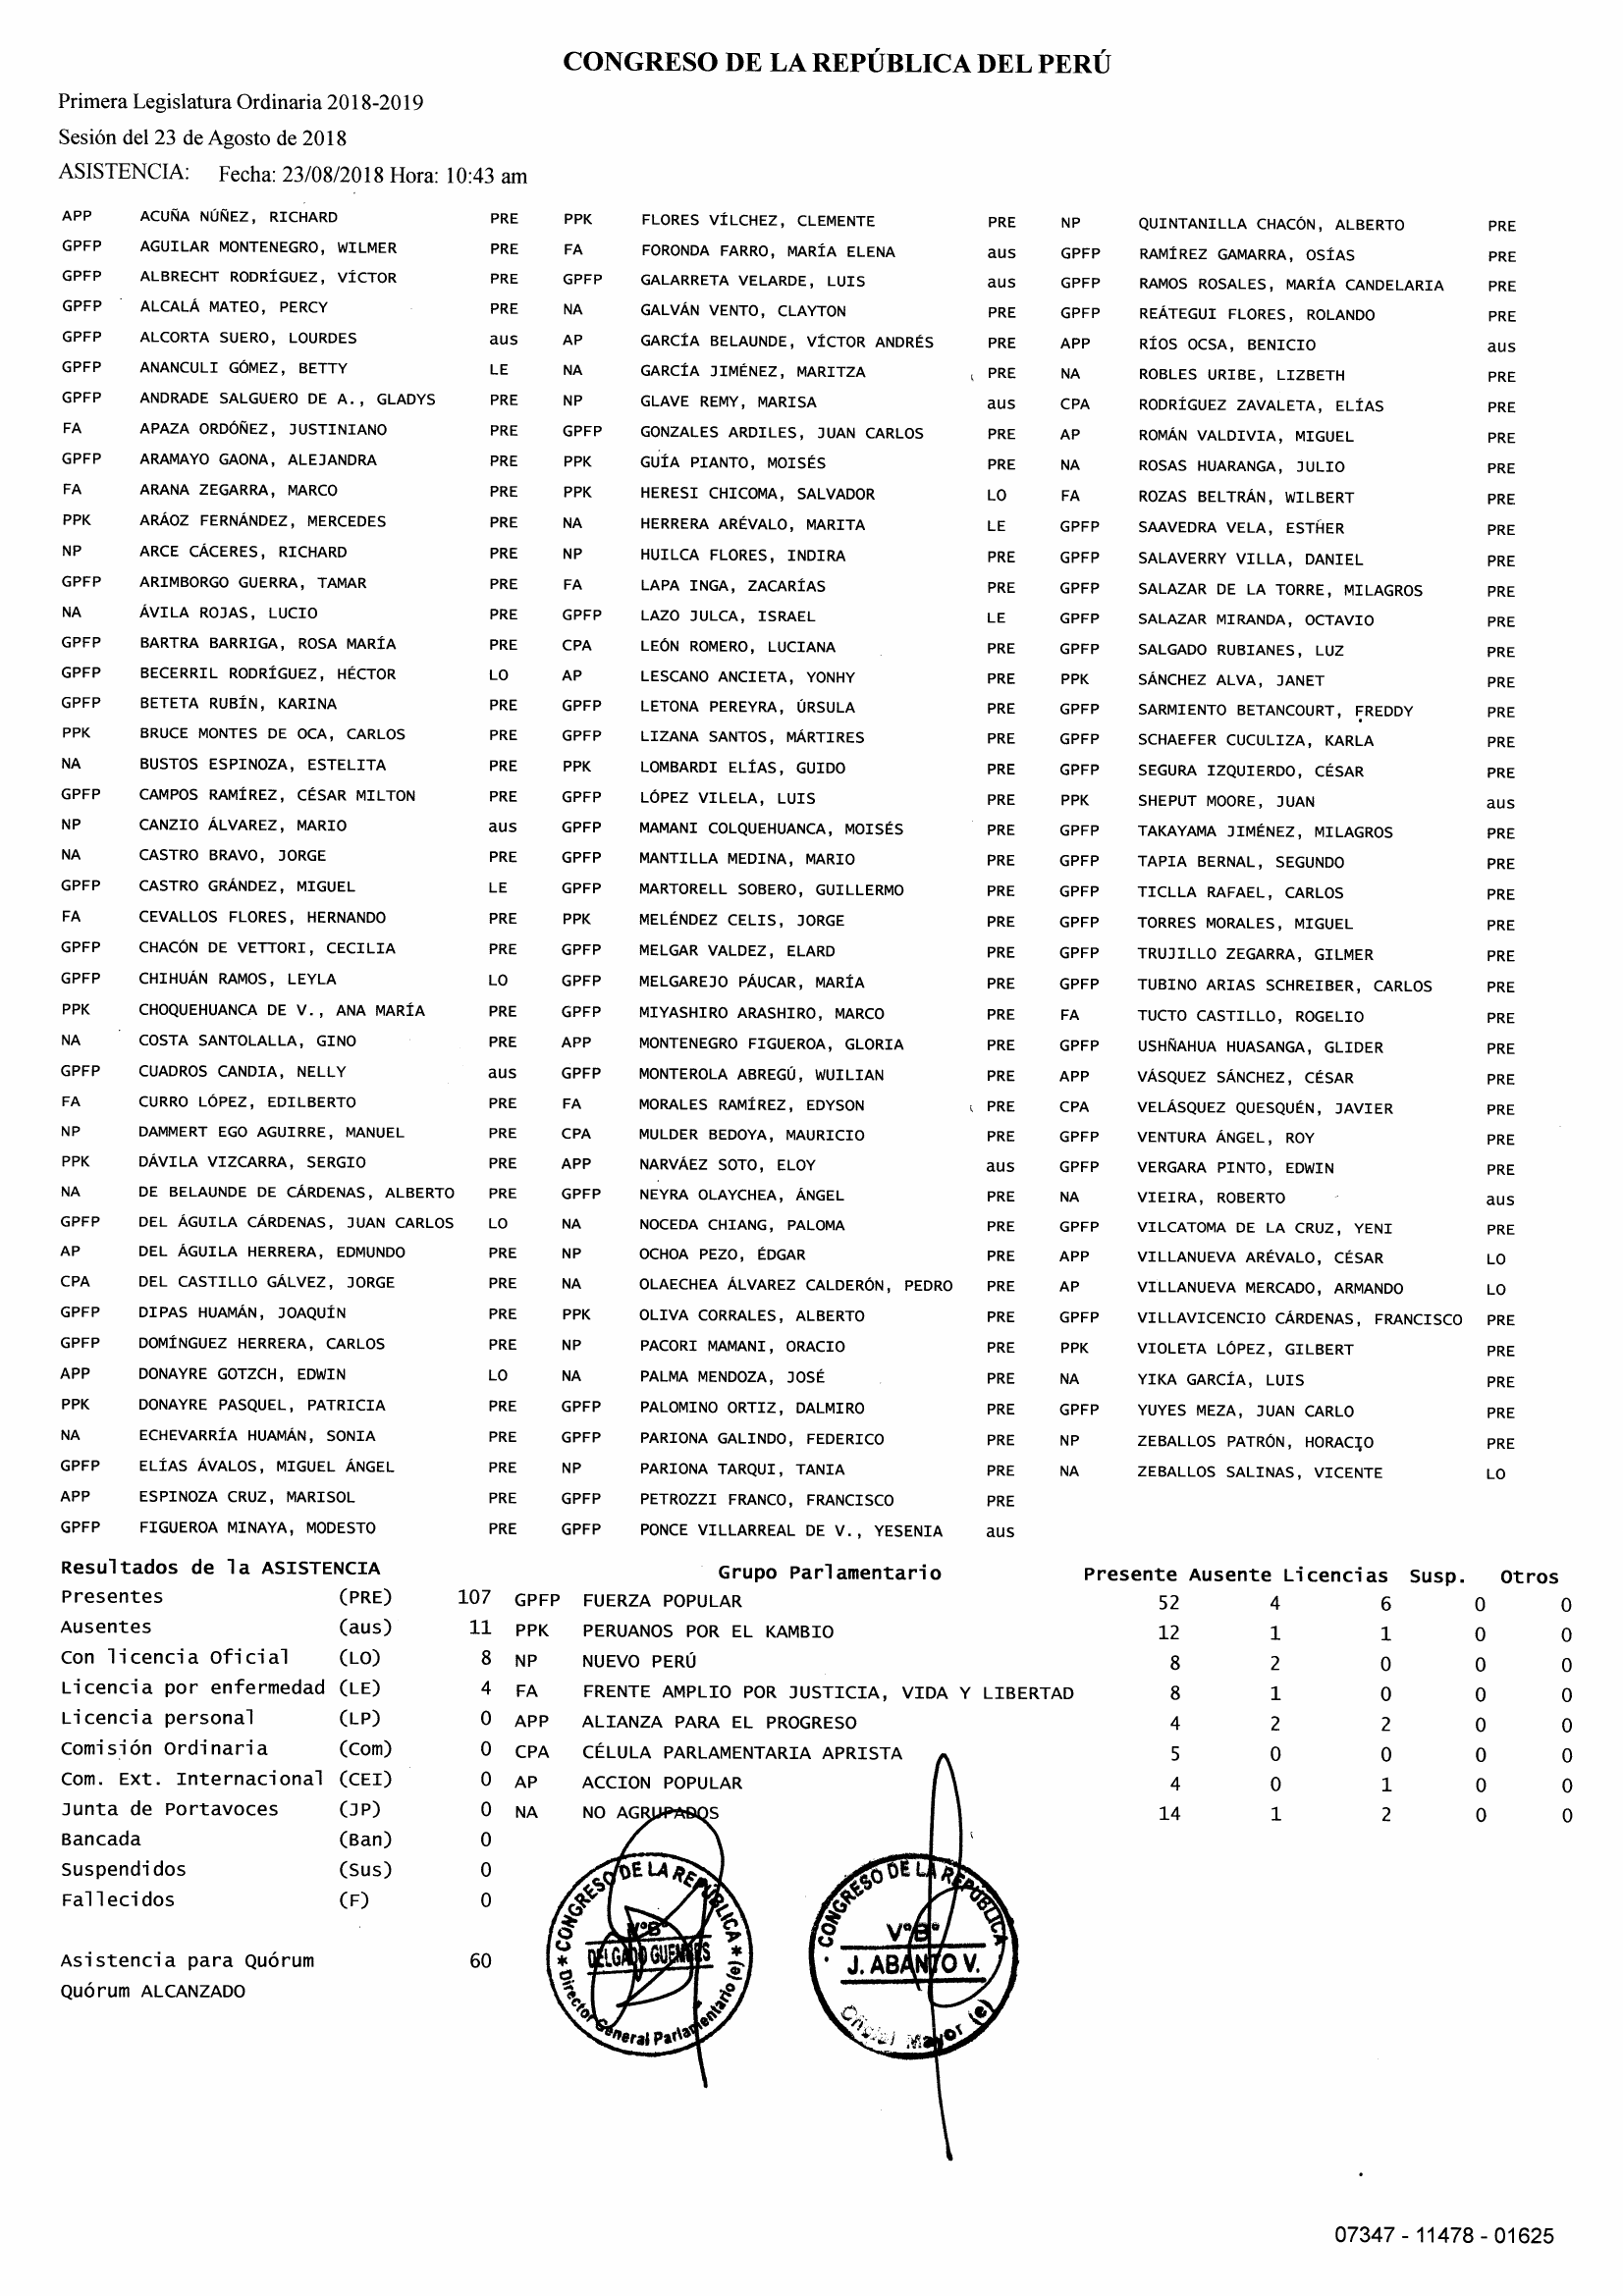 CONGRESO DE LA REPÚBLICA DEL PERÚ
Primera Legislatura Ordinaria 2018-2019
Sesión del 23 de Agosto de 2018
ASISTENCIA: Fecha: 23/08/2018 Hora: 10:43 am
APP ACUÑA NÚÑEZ, RICHARD PRE
GPFP AGUILAR MONTENEGRO, WILMER PRE
GPFP ALBRECHT RODRÍGUEZ, VÍCTOR PRE
GPFP ALCALÁ MATEO, PERCY PRE
GPFP ALCORTA SUERO, LOURDES aus
GPFP ANANCULI GÓMEZ, BETTY LE
GPFP ANDRADE SALGUERO DE A., GLADYS PRE
FA APAZA ORDÓÑEZ, JUSTINIANO PRE
GPFP ARAMAYO GAONA, ALEJANDRA PRE
FA ARANA ZEGARRA, MARCO PRE
PPK ARÁOZ FERNÁNDEZ, MERCEDES PRE
NP ARCE CÁCERES, RICHARD PRE
GPFP ARIMBORGO GUERRA, TAMAR PRE
NA ÁVILA ROJAS, LUCIO PRE
GPFP BARTRA BARRIGA, ROSA MARÍA PRE
GPFP BECERRIL RODRÍGUEZ, HÉCTOR LO
GPFP BETETA RUBÍN, KARINA PRE
PPK BRUCE MONTES DE OCA, CARLOS PRE
NA BUSTOS ESPINOZA, ESTELITA PRE
GPFP CAMPOS RAMÍREZ, CÉSAR MILTON PRE
NP CANZIO ÁLVAREZ, MARIO aus
NA CASTRO BRAVO, JORGE PRE
GPFP CASTRO GRÁNDEZ, MIGUEL LE
FA CEVALLOS FLORES, HERNANDO PRE
GPFP CHACÓN DE VETTORI, CECILIA PRE
GPFP CHIHUÁN RAMOS, LEYLA LO
PPK CHOQUEHUANCA DE V., ANA MARÍA PRE
NA COSTA SANTOLALLA, GINO PRE
GPFP CUADROS CANDIA, NELLY aus
FA CURRO LÓPEZ, EDILBERTO PRE
NP DAMMERT EGO AGUIRRE, MANUEL PRE
PPK DÁVILA VIZCARRA, SERGIO PRE
NA DE BELAUNDE DE CÁRDENAS, ALBERTO PRE
GPFP DEL ÁGUILA CÁRDENAS, JUAN CARLOS LO
AP DEL ÁGUILA HERRERA, EDMUNDO PRE
CPA DEL CASTILLO GÁLVEZ, JORGE PRE
GPFP DIPAS HUAMÁN, JOAQUÍN PRE
GPFP DOMÍNGUEZ HERRERA, CARLOS PRE
APP DONAYRE GOTZCH, EDWIN LO
PPK DONAYRE PASQUEL, PATRICIA PRE
NA ECHEVARRÍA HUAMÁN, SONIA PRE
GPFP ELÍAS ÁVALOS, MIGUEL ÁNGEL PRE
APP ESPINOZA CRUZ, MARISOL PRE
GPFP FIGUEROA MINAYA, MODESTO PRE
PPK FLORES VÍLCHEZ, CLEMENTE PRE
FA FORONDA FARRO, MARÍA ELENA aus
GPFP GALARRETA VELARDE, LUIS aus
NA GALVÁN VENTO, CLAYTON PRE
AP GARCÍA BELAUNDE, VÍCTOR ANDRÉS PRE
NA GARCÍA JIMÉNEZ, MARITZA PRE
NP GLAVE REMY, MARISA aus
GPFP GONZALES ARDILES, JUAN CARLOS PRE
PPK GUÍA PIANTO, MOISÉS PRE
PPK HERESI CHICOMA, SALVADOR LO
NA HERRERA ARÉVALO, MARITA LE
NP HUILCA FLORES, INDIRA PRE
FA LAPA INGA, ZACARÍAS PRE
GPFP LAZO JULCA, ISRAEL LE
CPA LEÓN ROMERO, LUCIANA PRE
AP LESCANO ANCIETA, YONHY PRE
GPFP LETONA PEREYRA, ÚRSULA PRE
GPFP LIZANA SANTOS, MÁRTIRES PRE
PPK LOMBARDI ELÍAS, GUIDO PRE
GPFP LÓPEZ VILELA, LUIS PRE
GPFP MAMANI COLQUEHUANCA, MOISÉS PRE
GPFP MANTILLA MEDINA, MARIO PRE
GPFP MARTORELL SOBERO, GUILLERMO PRE
PPK MELÉNDEZ CELIS, JORGE PRE
GPFP MELGAR VALDEZ, ELARD PRE
GPFP MELGAREJO PÁUCAR, MARÍA PRE
GPFP MIYASHIRO ARASHIRO, MARCO PRE
APP MONTENEGRO FIGUEROA, GLORIA PRE
GPFP MONTEROLA ABREGÚ, WUILIAN PRE
FA MORALES RAMÍREZ, EDYSON PRE
CPA MULDER BEDOYA, MAURICIO PRE
APP NARVÁEZ SOTO, ELOY aus
GPFP NEYRA OLAYCHEA, ÁNGEL PRE
NA NOCEDA CHIANG, PALOMA PRE
NP OCHOA PEZO, ÉDGAR PRE
NA OLAECHEA ÁLVAREZ CALDERÓN, PEDRO PRE
PPK OLIVA CORRALES, ALBERTO PRE
NP PACORI MAMANI, ORACIO PRE
NA PALMA MENDOZA, JOSÉ PRE
GPFP PALOMINO ORTIZ, DALMIRO PRE
GPFP PARIONA GALINDO, FEDERICO PRE
NP PARIONA TARQUI, TANIA PRE
GPFP PETROZZI FRANCO, FRANCISCO PRE
GPFP PONCE VILLARREAL DE V., YESENIA aus
NP QUINTANILLA CHACÓN, ALBERTO PRE
GPFP RAMÍREZ GAMARRA, OSÍAS PRE
GPFP RAMOS ROSALES, MARÍA CANDELARIA PRE
GPFP REÁTEGUI FLORES, ROLANDO PRE
APP RÍOS OCSA, BENICIO aus
NA ROBLES URIBE, LIZBETH PRE
CPA RODRÍGUEZ ZAVALETA, ELÍAS PRE
AP ROMÁN VALDIVIA, MIGUEL PRE
NA ROSAS HUARANGA, JULIO PRE
FA ROZAS BELTRÁN, WILBERT PRE
GPFP SAAVEDRA VELA, ESTHER PRE
GPFP SALAVERRY VILLA, DANIEL PRE
GPFP SALAZAR DE LA TORRE, MILAGROS PRE
GPFP SALAZAR MIRANDA, OCTAVIO PRE
GPFP SALGADO RUBIANES, LUZ PRE
PPK SÁNCHEZ ALVA, JANET PRE
GPFP SARMIENTO BETANCOURT, FREDDY PRE
GPFP SCHAEFER CUCULIZA, KARLA PRE
GPFP SEGURA IZQUIERDO, CÉSAR PRE
PPK SHEPUT MOORE, JUAN aus
GPFP TAKAYAMA JIMÉNEZ, MILAGROS PRE
GPFP TAPIA BERNAL, SEGUNDO PRE
GPFP TICLLA RAFAEL, CARLOS PRE
GPFP TORRES MORALES, MIGUEL PRE
GPFP TRUJILLO ZEGARRA, GILMER PRE
GPFP TUBINO ARIAS SCHREIBER, CARLOS PRE
FA TUCTO CASTILLO, ROGELIO PRE
GPFP USHÑAHUA HUASANGA, GLIDER PRE
APP VÁSQUEZ SÁNCHEZ, CÉSAR PRE
CPA VELÁSQUEZ QUESQUÉN, JAVIER PRE
GPFP VENTURA ÁNGEL, ROY PRE
GPFP VERGARA PINTO, EDWIN PRE
NA VIEIRA, ROBERTO aus
GPFP VILCATOMA DE LA CRUZ, YENI PRE
APP VILLANUEVA ARÉVALO, CÉSAR LO
AP VILLANUEVA MERCADO, ARMANDO LO
GPFP VILLAVICENCIO CÁRDENAS, FRANCISCO PRE
PPK VIOLETA LÓPEZ, GILBERT PRE
NA YIKA GARCÍA, LUIS PRE
GPFP YUYES MEZA, JUAN CARLO PRE
NP ZEBALLOS PATRÓN, HORACIO PRE
NA ZEBALLOS SALINAS, VICENTE LO
Resultados de la ASISTENCIA
Presentes (PRE) 107
Ausentes (aus) 11
Con licencia Oficial (LO) 8
Licencia por enfermedad (LE) 4
Licencia personal (LP) 0
Comisión Ordinaria (Com) 0
Com. Ext. Internacional (CEI) 0
Junta de Portavoces (JP) 0
Bancada (Ban) 0
Suspendidos (Sus) 0
Fallecidos (F) 0
Asistencia para Quórum 60
Quórum ALCANZADO
Grupo Parlamentario Presente Ausente Licencias Susp. Otros
GPFP FUERZA POPULAR 52 4 6 0 0
PPK PERUANOS POR EL KAMBIO 12 1 1 0 0
NP NUEVO PERÚ 8 2 0 0 0
FA FRENTE AMPLIO POR JUSTICIA, VIDA Y LIBERTAD 8 1 0 0 0
APP ALIANZA PARA EL PROGRESO 4 2 2 0 0
CPA CÉLULA PARLAMENTARIA APRISTA 5 0 0 0 0
AP ACCION POPULAR 4 0 1 0 0
NA NO AGRUPADOS 14 1 2 0 0
* CONGRESO DE LA REPÚBLICA *
V°B°
DELGADO GUEMBES
Director General Parlamentario (e)
CONGRESO DE LA REPÚBLICA
V°B°
J. ABANTO V.
Oficial Mayor (e)
07347 - 11478 - 01625